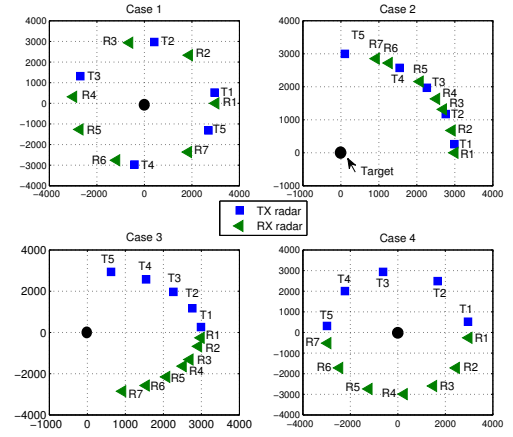 Case 1
4000
3000
2000
1000
0
−1000
−2000
−3000
−4000
−4000 −2000 0 2000 4000
R3 T2
R2
T3
T1
R4 R1
R5 T5
R6 R7
T4
Case 2
4000
3000
2000
1000
0
−1000
−1000 0 1000 2000 3000 4000
T5
R7 R6
T4 R5
T3
R4
R3
T2
R2
T1
R1
Target
TX radar
RX radar
Case 3
4000
2000
0
−2000
−4000
−1000 0 1000 2000 3000 4000
T5
T4
T3
T2
T1
R1
R2
R3
R4
R5
R6
R7
Case 4
4000
3000
2000
1000
0
−1000
−2000
−3000
−4000
−4000 −2000 0 2000 4000
T3
T4 T2
T5 T1
R7 R1
R6 R2
R5 R4 R3